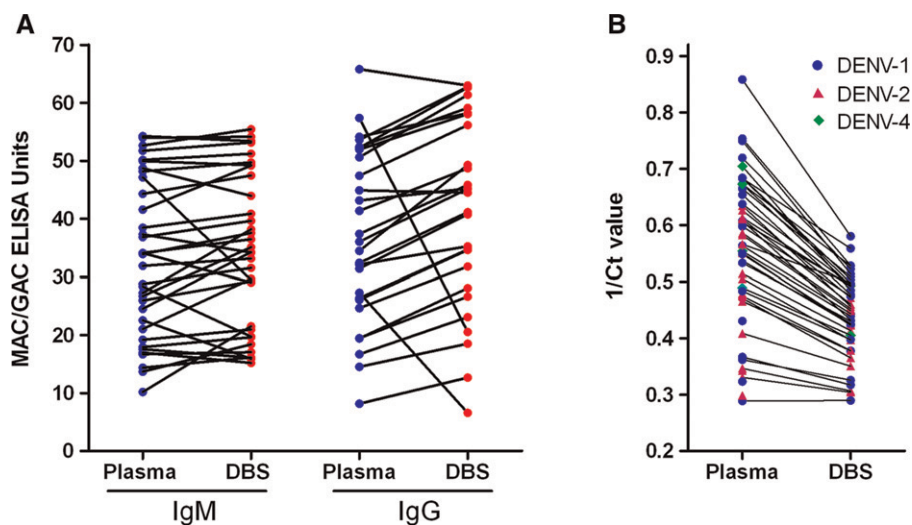 A
MAC/GAC ELISA Units
70
60
50
40
30
20
10
0
Plasma DBS Plasma DBS
IgM IgG
B
1/Ct value
0.9
0.8
0.7
0.6
0.5
0.4
0.3
0.2
DENV-1
DENV-2
DENV-4
Plasma DBS